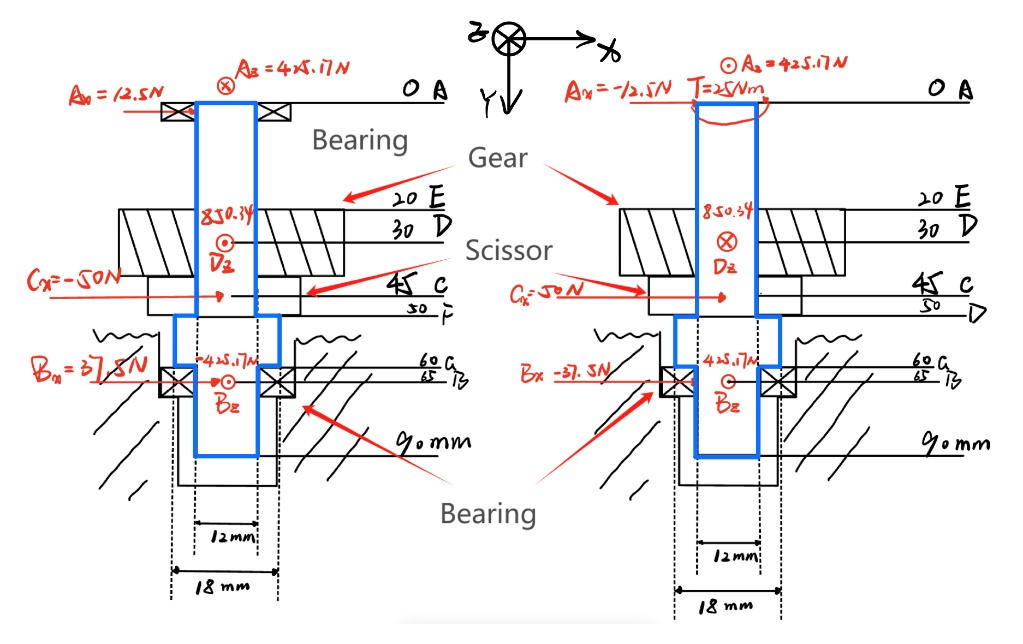 Z
X
Y
Az = 425.17N
Ax = 12.5N
0 A
Bearing
Gear
20 E
850.34
30 D
Dz
Scissor
Cx = -50N
45 C
50 F
Bx = 37.5N
-425.17N
60 G
65 B
Bz
90mm
Bearing
12mm
18 mm
Az = 425.17N
Ax = -12.5N
T = 25Nm
0 A
20 E
850.34
30 D
Dz
Cx = 50N
45 C
50 D
Bx -37.5N
425.17N
60 G
65 B
Bz
90mm
12mm
18 mm